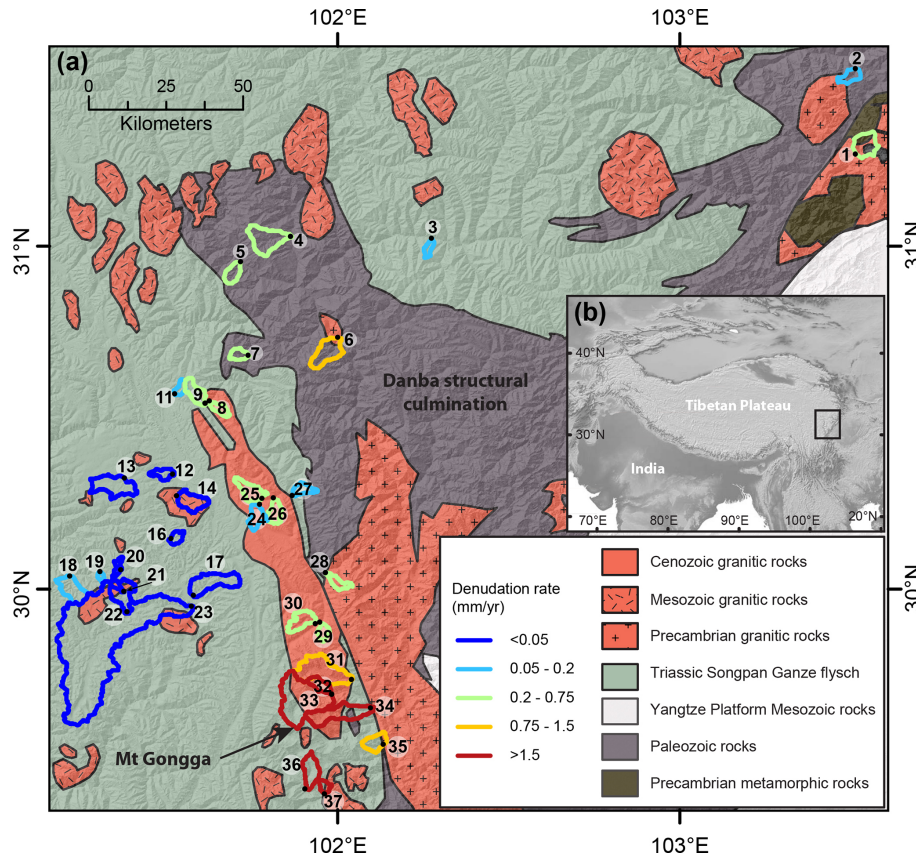 102°E
103°E
(a)
0
25
50
Kilometers
2
1
31°N
31°N
3
4
5
6
7
Danba structural
culmination
(b)
40°N
Tibetan Plateau
30°N
India
70°E
80°E
90°E
100°E
20°N
11
9
8
13
12
14
25
27
24
26
16
18
19
20
17
21
22
23
28
30°N
30
29
31
32
33
34
35
Mt Gongga
36
37
Denudation rate
(mm/yr)
<0.05
0.05 - 0.2
0.2 - 0.75
0.75 - 1.5
>1.5
Cenozoic granitic rocks
Mesozoic granitic rocks
Precambrian granitic rocks
Triassic Songpan Ganze flysch
Yangtze Platform Mesozoic rocks
Paleozoic rocks
Precambrian metamorphic rocks
102°E
103°E